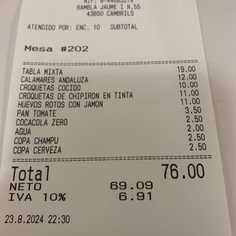 RAMBLA JAUME I N.55
43850 CAMBRILS
ATENDIDO POR: ENC. 10 SUBTOTAL
Mesa #202
TABLA MIXTA 19.00
CALAMARES ANDALUZA 12.00
CROQUETAS COCIDO 10.00
CROQUETAS DE CHIPIRON EN TINTA 11.00
HUEVOS ROTOS CON JAMON 11.00
PAN TOMATE 3.50
COCACOLA ZERO 2.50
AGUA 2.00
COPA CHAMPU 2.50
COPA CERVEZA 2.50
Total 76.00
NETO 69.09
IVA 10% 6.91
23.8.2024 22:30